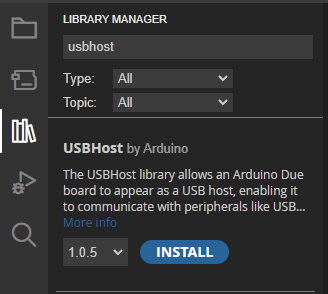 LIBRARY MANAGER
usbhost
Type: All
Topic: All
USBHost by Arduino
The USBHost library allows an Arduino Due
board to appear as a USB host, enabling it
to communicate with peripherals like USB...
More info
1.0.5 INSTALL